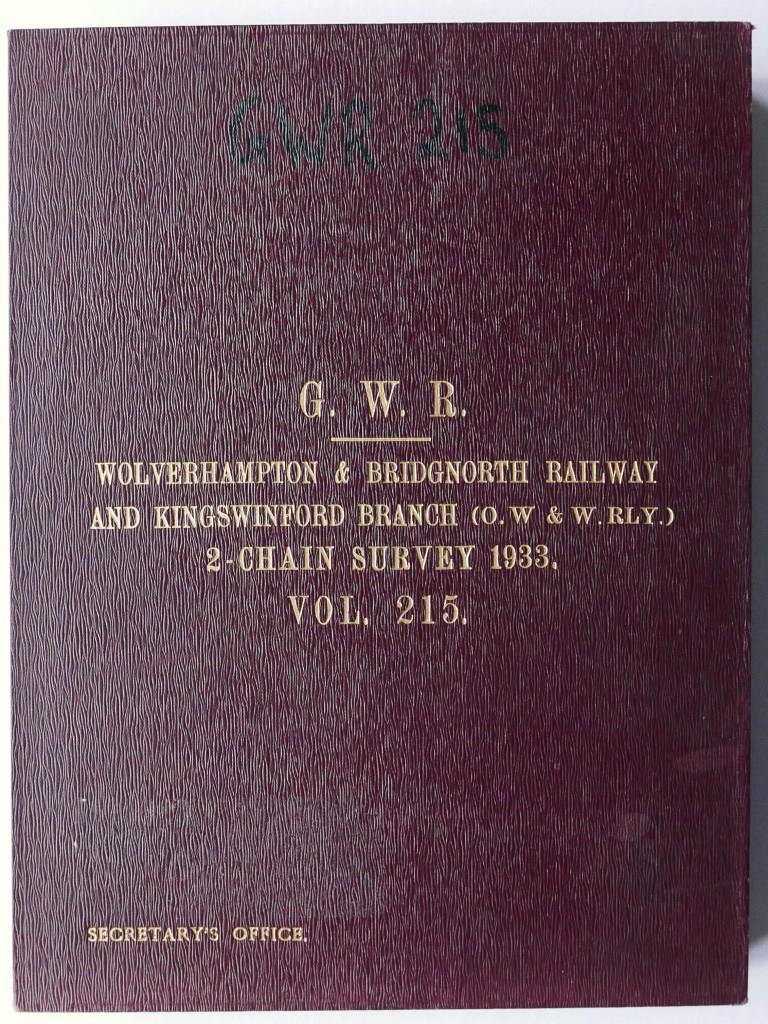 GWR 215
G. W. R.
WOLVERHAMPTON & BRIDGNORTH RAILWAY
AND KINGSWINFORD BRANCH (O. W & W. RLY.)
2-CHAIN SURVEY 1933.
VOL. 215.
SECRETARY'S OFFICE.